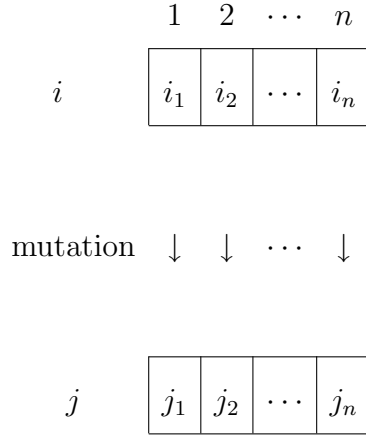 1 2 ⋯ n
i i₁ i₂ ⋯ iₙ
mutation ↓ ↓ ⋯ ↓
j j₁ j₂ ⋯ jₙ